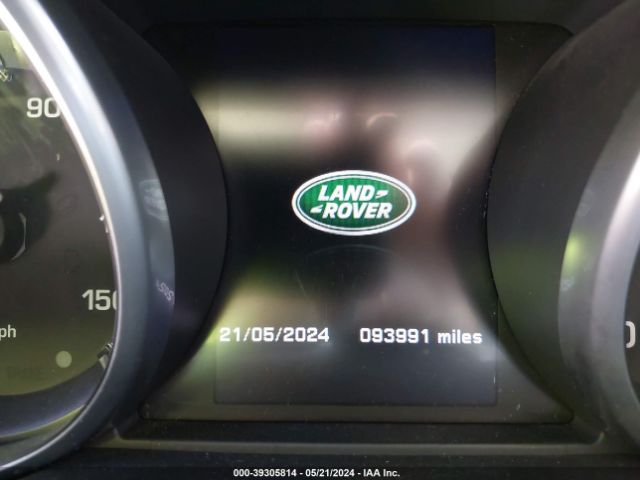 90
LAND
ROVER
150
21/05/2024 093991 miles
ph
000-39305814 - 05/21/2024 - IAA Inc.